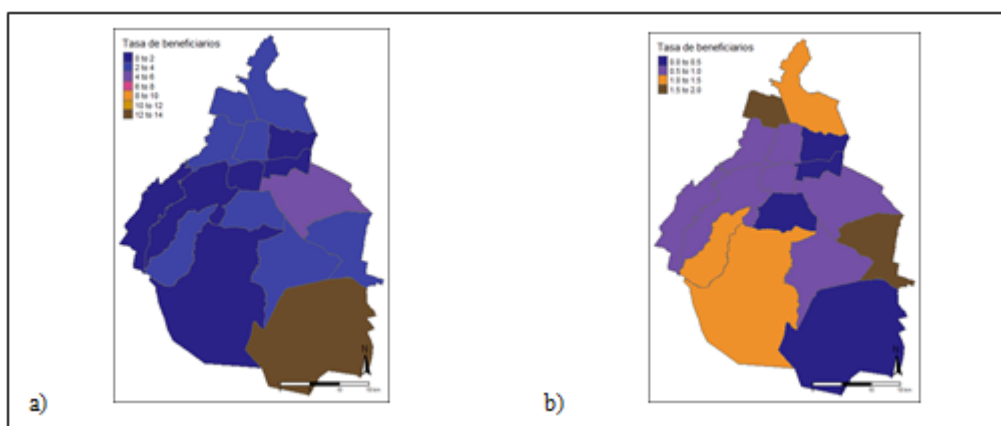 Tasa de beneficiarios
0 to 2
2 to 4
4 to 6
6 to 8
8 to 10
10 to 12
12 to 14
N
a)
Tasa de beneficiarios
0.0 to 0.5
0.5 to 1.0
1.0 to 1.5
1.5 to 2.0
N
b)